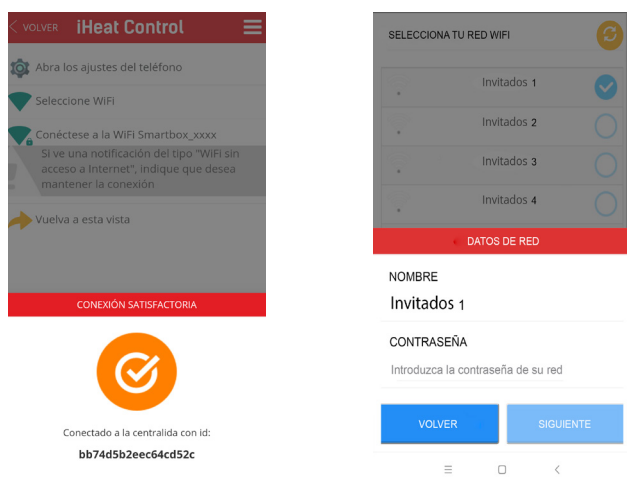 < VOLVER iHeat Control
Abra los ajustes del teléfono
Seleccione WiFi
Conéctese a la WiFi Smartbox_xxxx
Si ve una notificación del tipo "WiFi sin
acceso a Internet", indique que desea
mantener la conexión
Vuelva a esta vista
CONEXIÓN SATISFACTORIA
Conectado a la centralida con id:
bb74d5b2eec64cd52c
SELECCIONA TU RED WIFI
Invitados 1
Invitados 2
Invitados 3
Invitados 4
DATOS DE RED
NOMBRE
Invitados 1
CONTRASEÑA
Introduzca la contraseña de su red
VOLVER SIGUIENTE